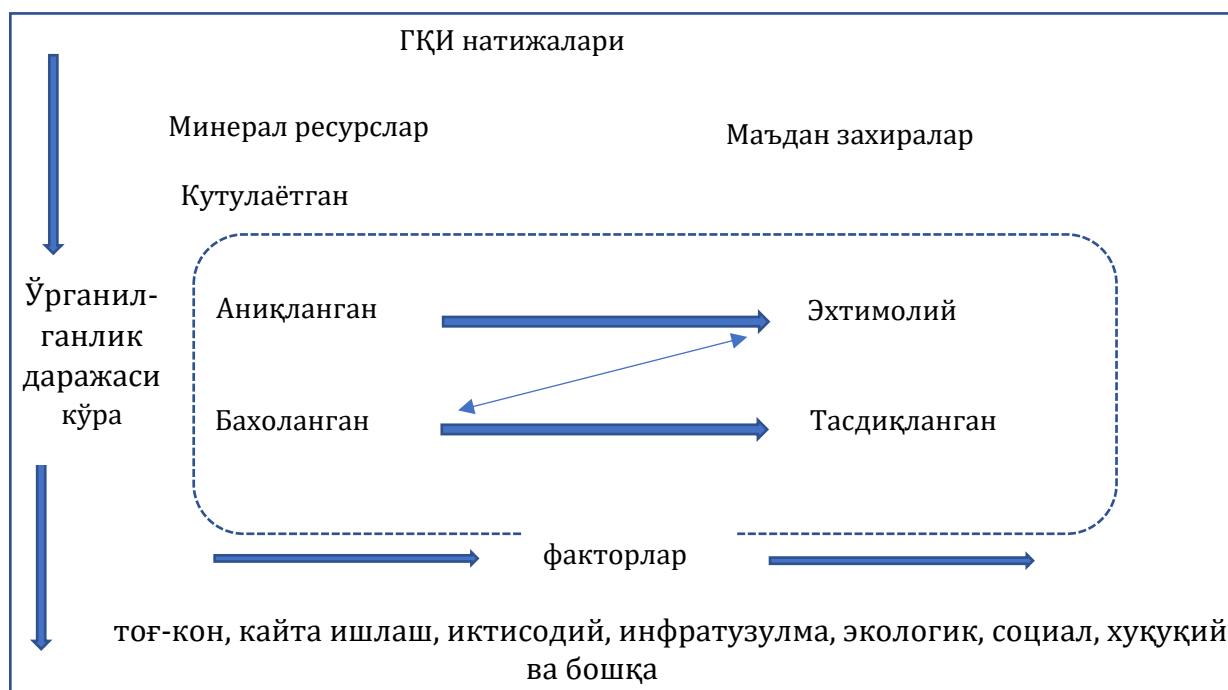 ГҚИ натижалари
Минерал ресурслар
Маъдан захиралар
Кутулаётган
Ўрганил-
ганлик
даражаси
кўра
Аниқланган
Эхтимолий
Бахоланган
Тасдиқланган
факторлар
тоғ-кон, кайта ишлаш, иктисодий, инфратузулма, экологик, социал, хуқуқий
ва бошқа